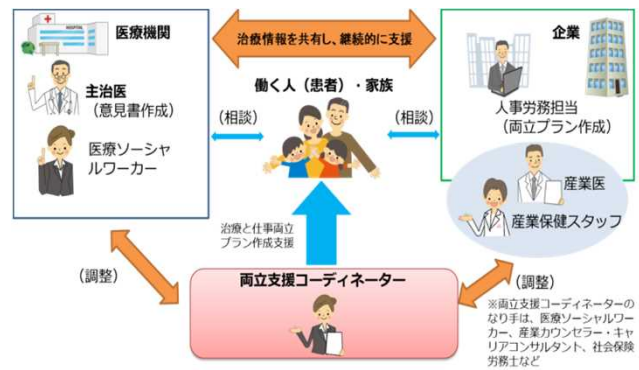 医療機関
HOSPITAL
主治医
（意見書作成）
医療ソーシャ
ルワーカー
治療情報を共有し、継続的に支援
働く人（患者）・家族
（相談）
（相談）
企業
人事労務担当
（両立プラン作成）
産業医
産業保健スタッフ
治療と仕事両立
プラン作成支援
（調整）
両立支援コーディネーター
（調整）
※両立支援コーディネーターの
なり手は、医療ソーシャルワー
カー、産業カウンセラー・キャ
リアコンサルタント、社会保険
労務士など